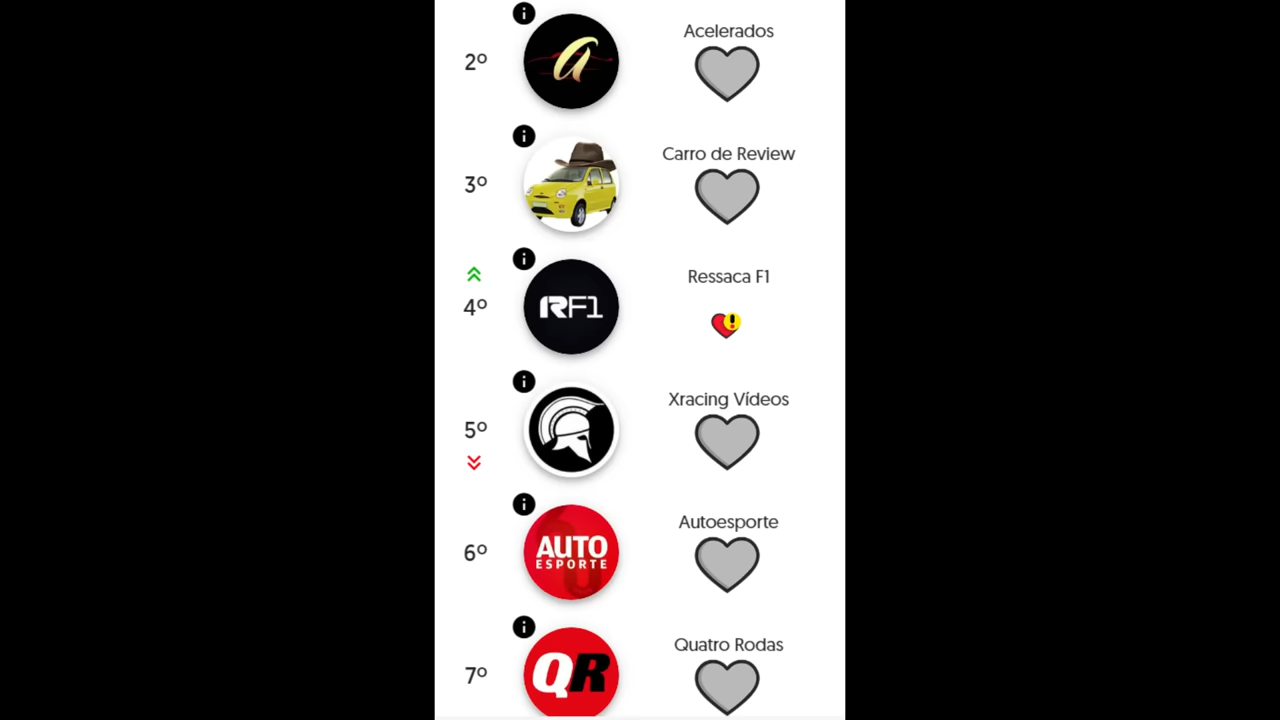 2º
Acelerados
3º
Carro de Review
4º
RF1
Ressaca F1
5º
Xracing Vídeos
6º
AUTO
ESPORTE
Autoesporte
7º
QR
Quatro Rodas